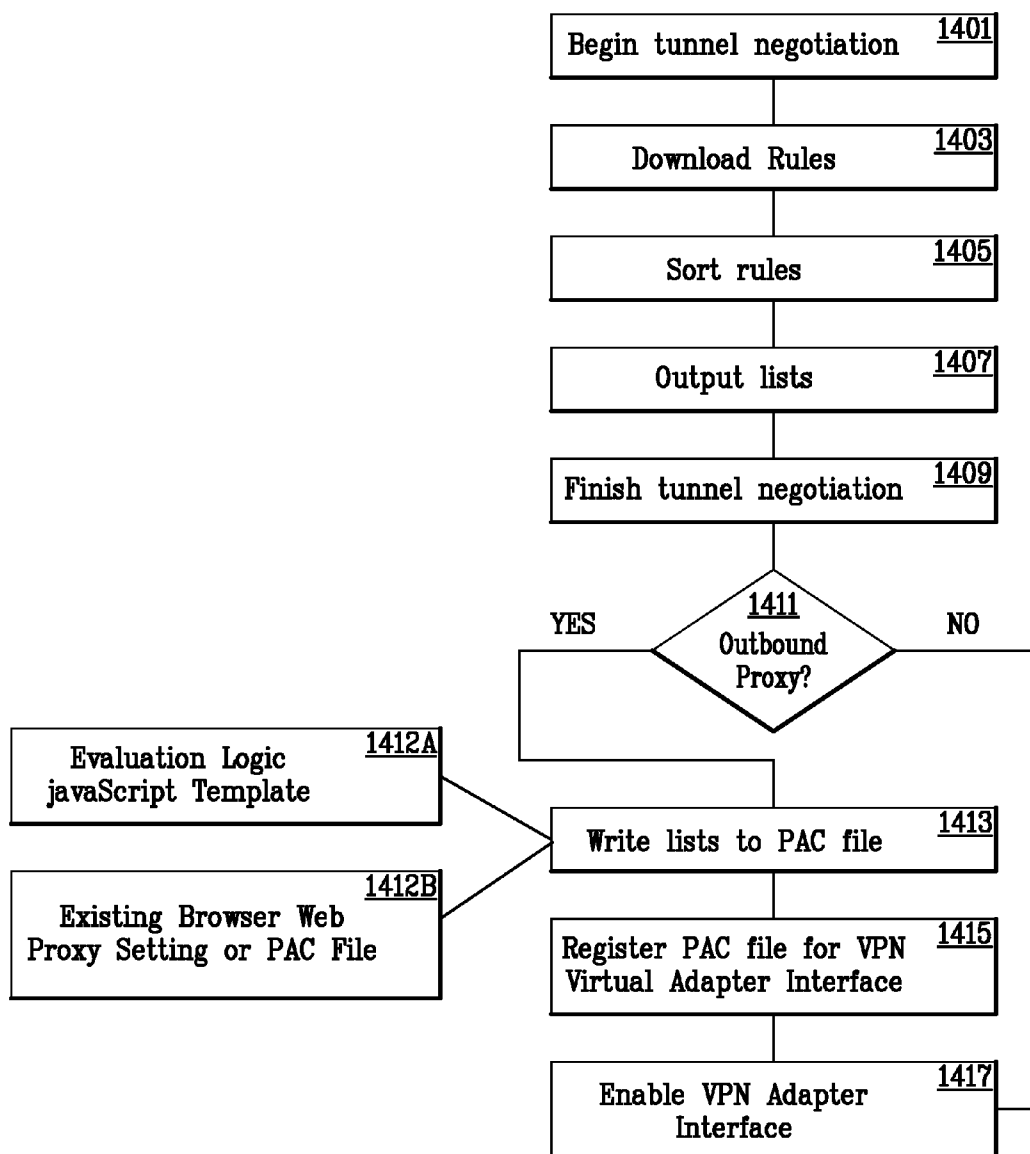 1401
Begin tunnel negotiation
1403
Download Rules
1405
Sort rules
1407
Output lists
1409
Finish tunnel negotiation
1411
YES
NO
Outbound
Proxy?
1412A
Evaluation Logic
javaScript Template
1413
Write lists to PAC file
1412B
Existing Browser Web
Proxy Setting or PAC File
1415
Register PAC file for VPN
Virtual Adapter Interface
1417
Enable VPN Adapter
Interface